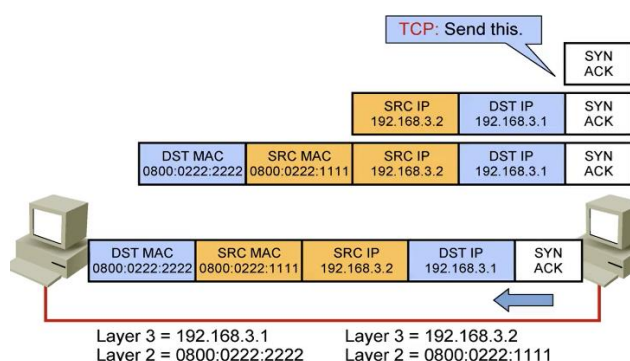 TCP: Send this.
SYN
ACK
SRC IP
192.168.3.2
DST IP
192.168.3.1
SYN
ACK
DST MAC
0800:0222:2222
SRC MAC
0800:0222:1111
SRC IP
192.168.3.2
DST IP
192.168.3.1
SYN
ACK
DST MAC
0800:0222:2222
SRC MAC
0800:0222:1111
SRC IP
192.168.3.2
DST IP
192.168.3.1
SYN
ACK
Layer 3 = 192.168.3.1
Layer 2 = 0800:0222:2222
Layer 3 = 192.168.3.2
Layer 2 = 0800:0222:1111